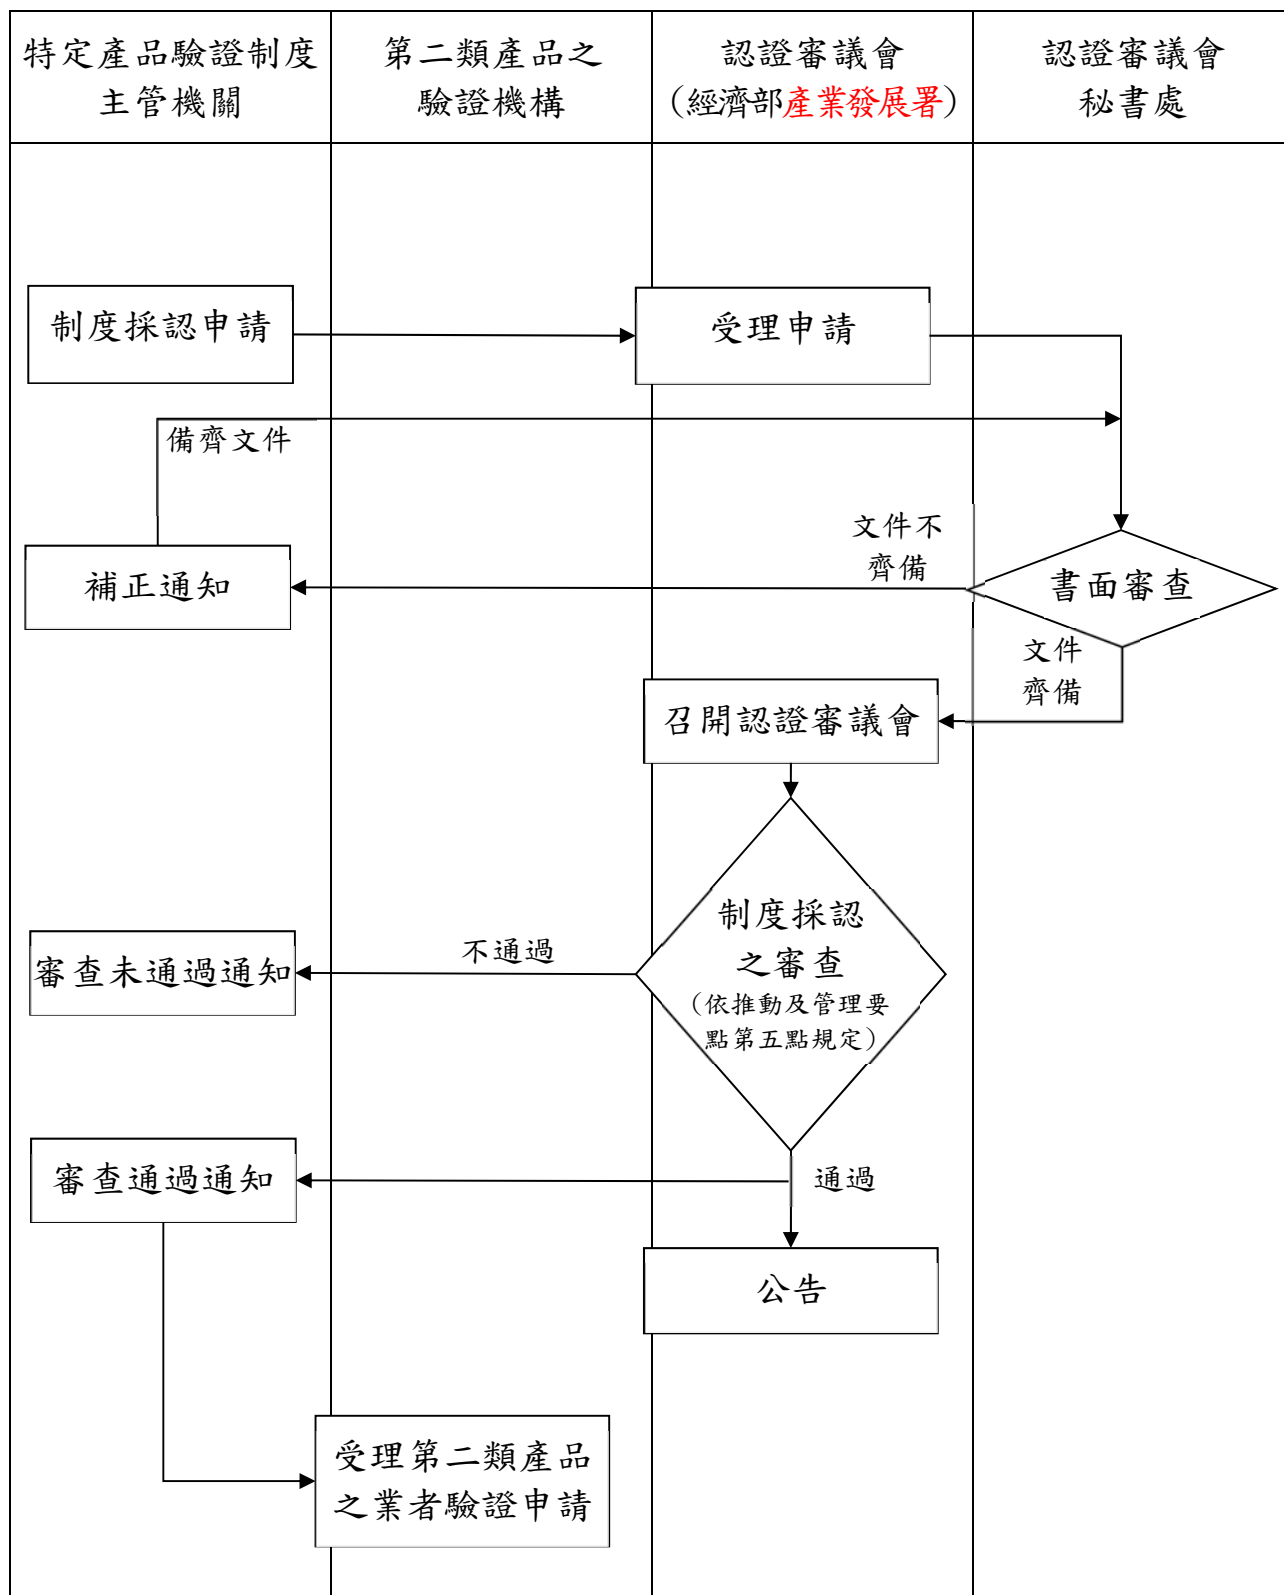 特定產品驗證制度
主管機關
第二類產品之
驗證機構
認證審議會
（經濟部產業發展署）
認證審議會
秘書處
制度採認申請
受理申請
備齊文件
文件不
齊備
補正通知
書面審查
文件
齊備
召開認證審議會
制度採認
之審查
（依推動及管理要
點第五點規定）
不通過
審查未通過通知
審查通過通知
通過
公告
受理第二類產品
之業者驗證申請